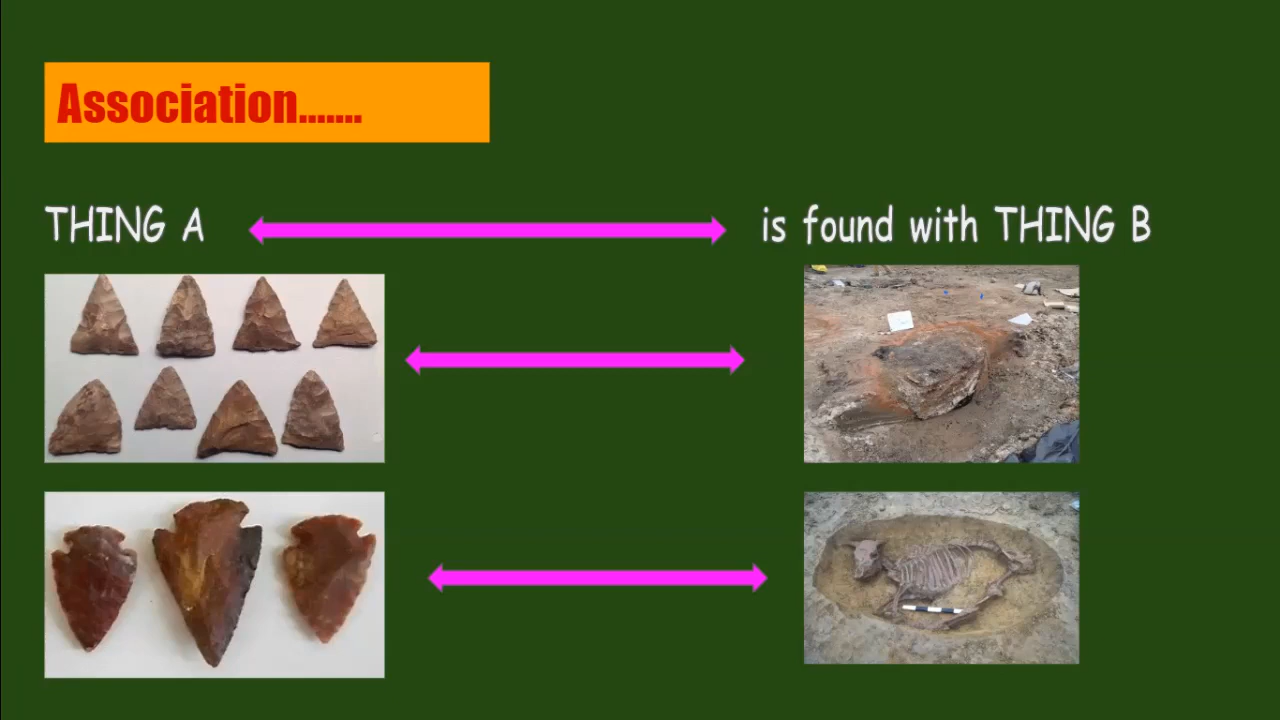 Association.......
THING A is found with THING B